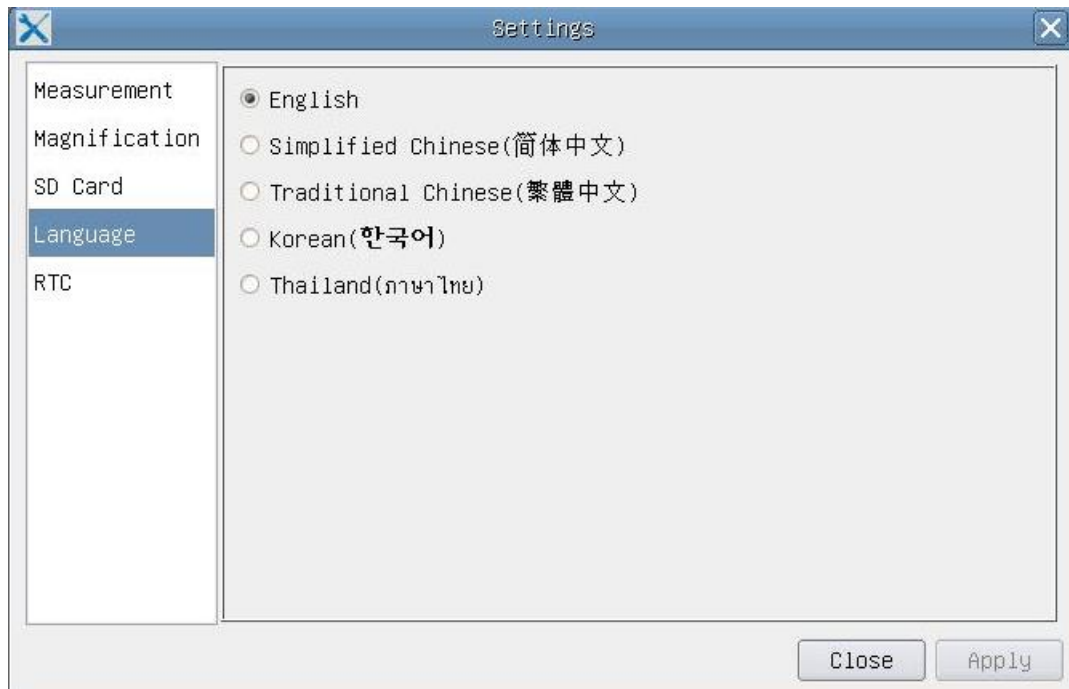 Settings
Measurement
Magnification
SD Card
Language
RTC
English
Simplified Chinese(简体中文)
Traditional Chinese(繁體中文)
Korean(한국어)
Thailand(ภาษาไทย)
Close
Apply